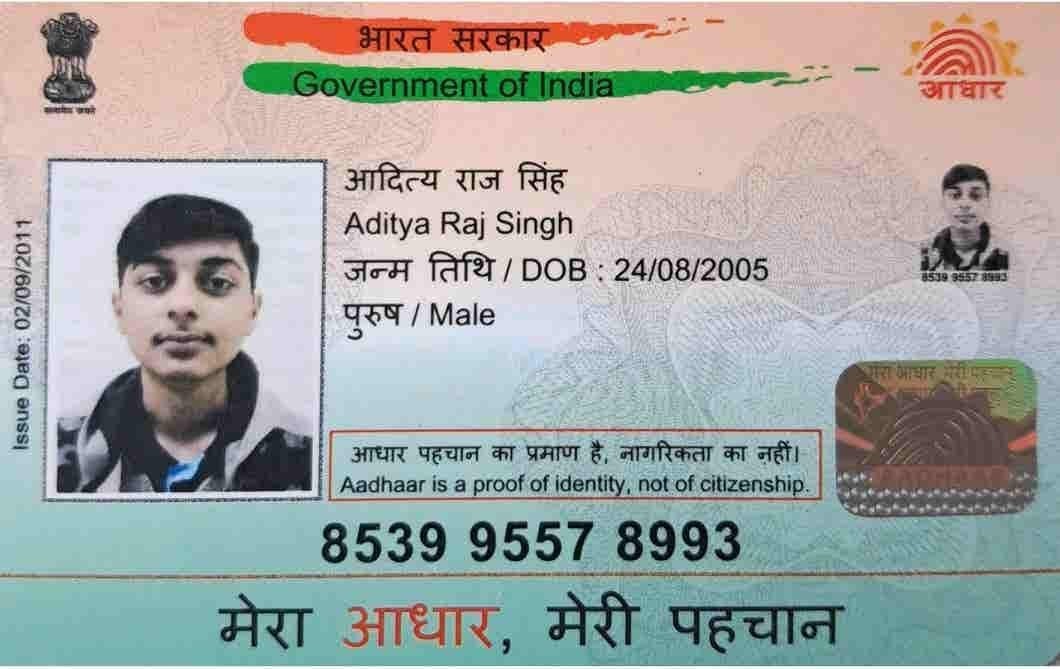 भारत सरकार
Government of India
सत्यमेव जयते
आधार
Issue Date: 02/09/2011
आदित्य राज सिंह
Aditya Raj Singh
जन्म तिथि / DOB : 24/08/2005
पुरुष / Male
8539 9557 8993
मेरा आधार मेरी पहचान
AADHAAR
आधार पहचान का प्रमाण है, नागरिकता का नहीं।
Aadhaar is a proof of identity, not of citizenship.
8539 9557 8993
मेरा आधार, मेरी पहचान